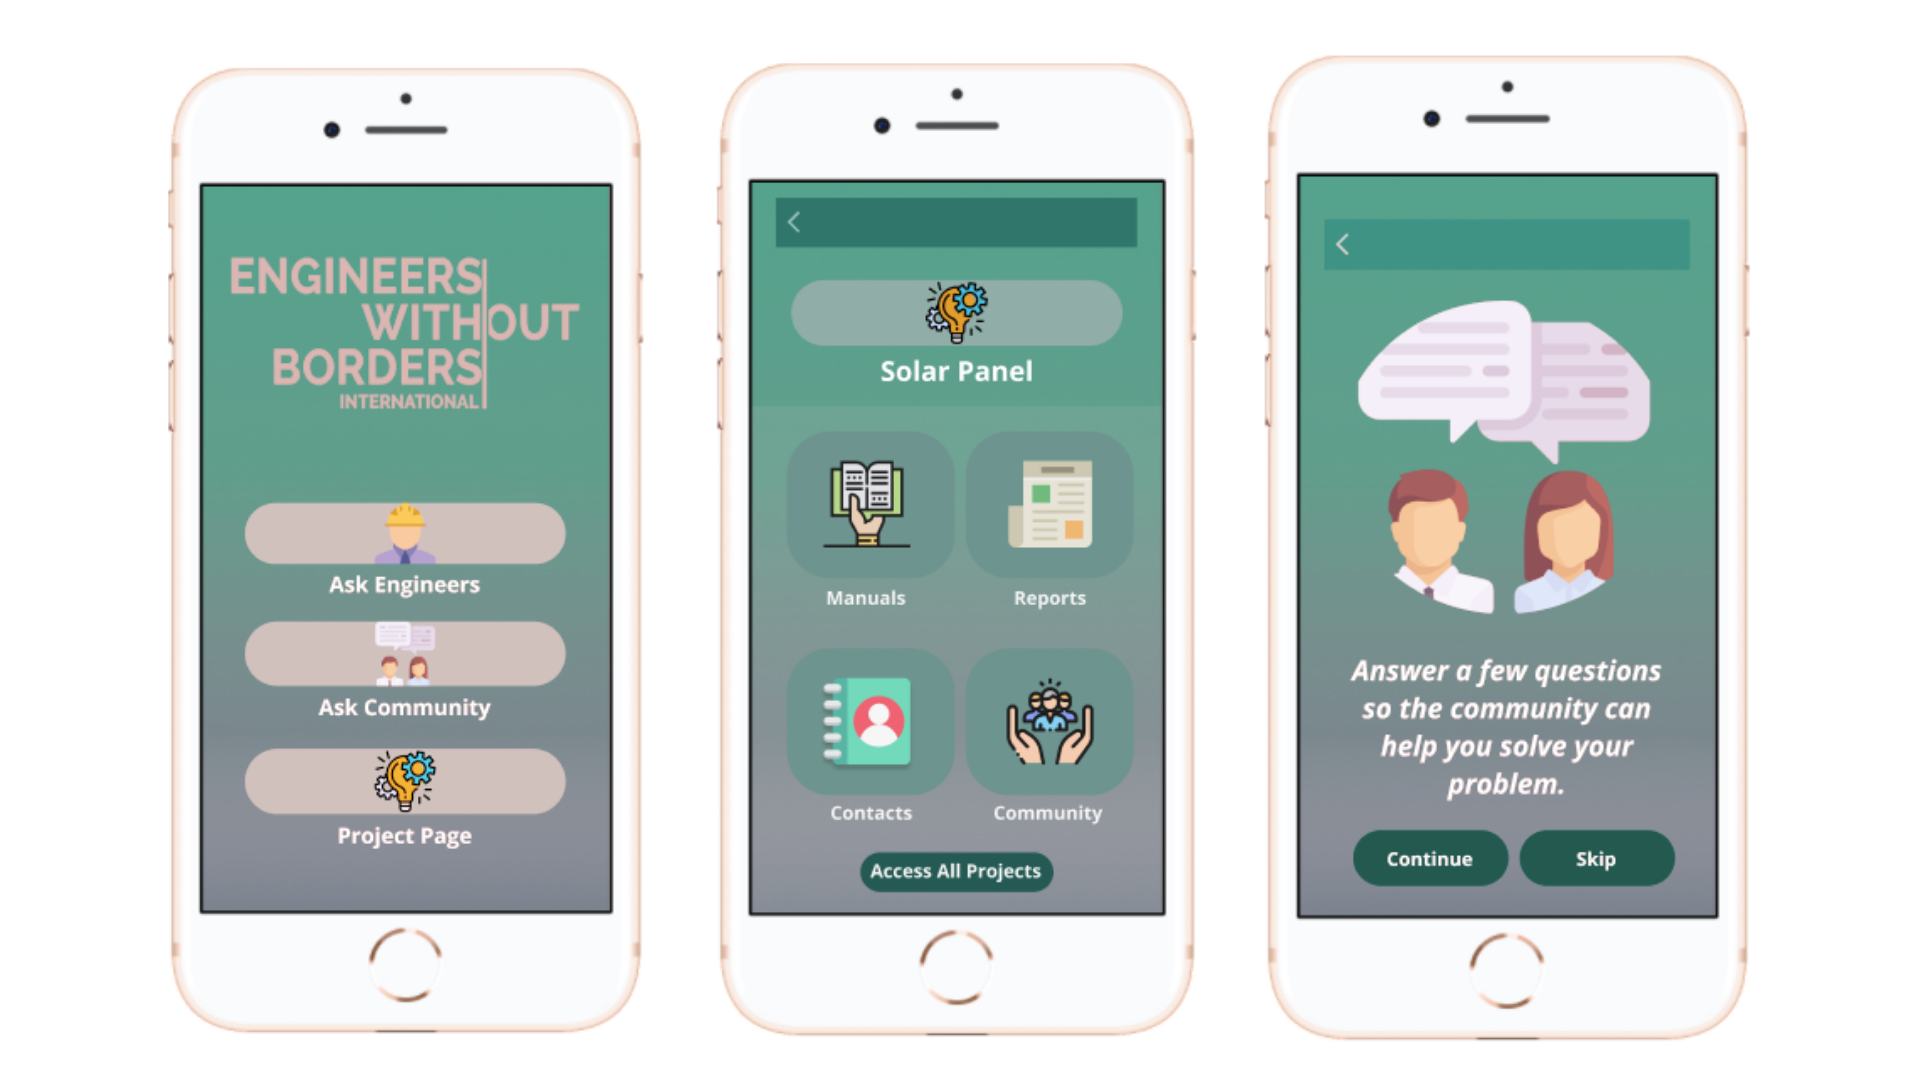 ENGINEERS
WITHOUT
BORDERS
INTERNATIONAL
Ask Engineers
Ask Community
Project Page
Solar Panel
Manuals
Reports
Contacts
Community
Access All Projects
Answer a few questions
so the community can
help you solve your
problem.
Continue
Skip